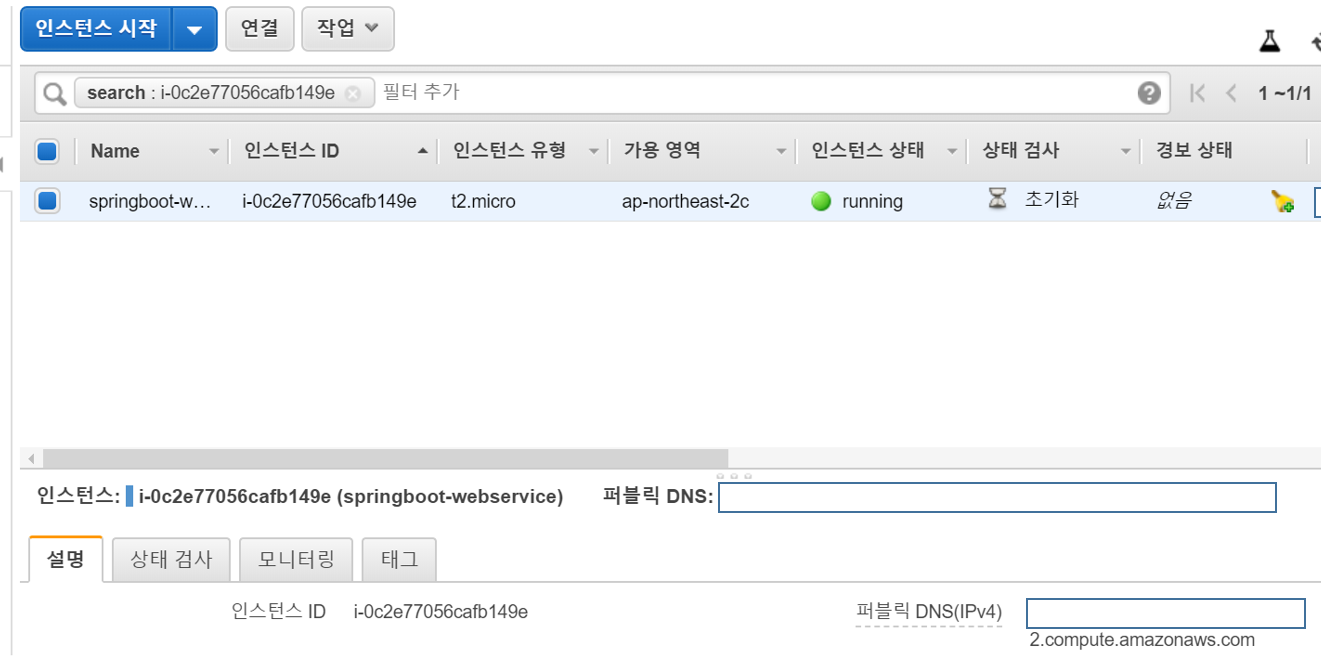 인스턴스 시작 연결 작업
search : i-0c2e77056cafb149e 필터 추가 1 ~1/1
Name 인스턴스 ID 인스턴스 유형 가용 영역 인스턴스 상태 상태 검사 경보 상태
springboot-w... i-0c2e77056cafb149e t2.micro ap-northeast-2c running 초기화 없음
인스턴스: i-0c2e77056cafb149e (springboot-webservice) 퍼블릭 DNS:
설명 상태 검사 모니터링 태그
인스턴스 ID i-0c2e77056cafb149e 퍼블릭 DNS(IPv4)
2.compute.amazonaws.com